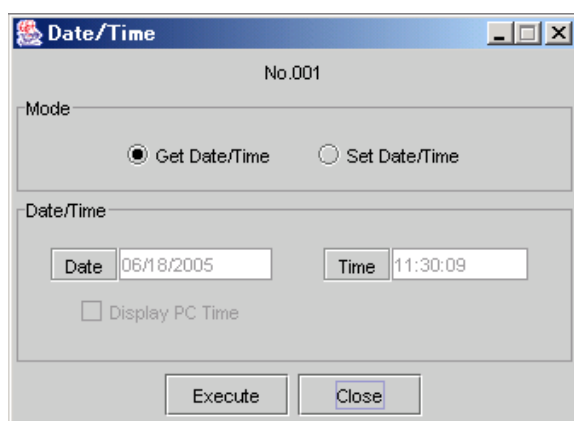 Date/Time
No.001
Mode
Get Date/Time Set Date/Time
Date/Time
Date 06/18/2005 Time 11:30:09
Display PC Time
Execute Close